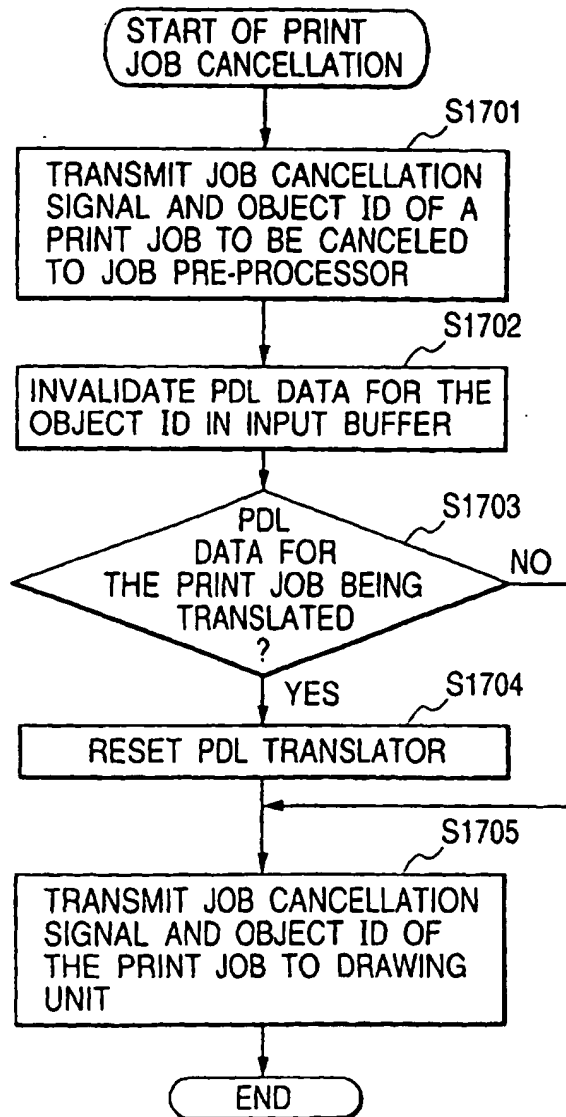 START OF PRINT
JOB CANCELLATION
S1701
TRANSMIT JOB CANCELLATION
SIGNAL AND OBJECT ID OF A
PRINT JOB TO BE CANCELED
TO JOB PRE-PROCESSOR
S1702
INVALIDATE PDL DATA FOR THE
OBJECT ID IN INPUT BUFFER
S1703
PDL
DATA FOR
THE PRINT JOB BEING
TRANSLATED
?
NO
YES
S1704
RESET PDL TRANSLATOR
S1705
TRANSMIT JOB CANCELLATION
SIGNAL AND OBJECT ID OF
THE PRINT JOB TO DRAWING
UNIT
END